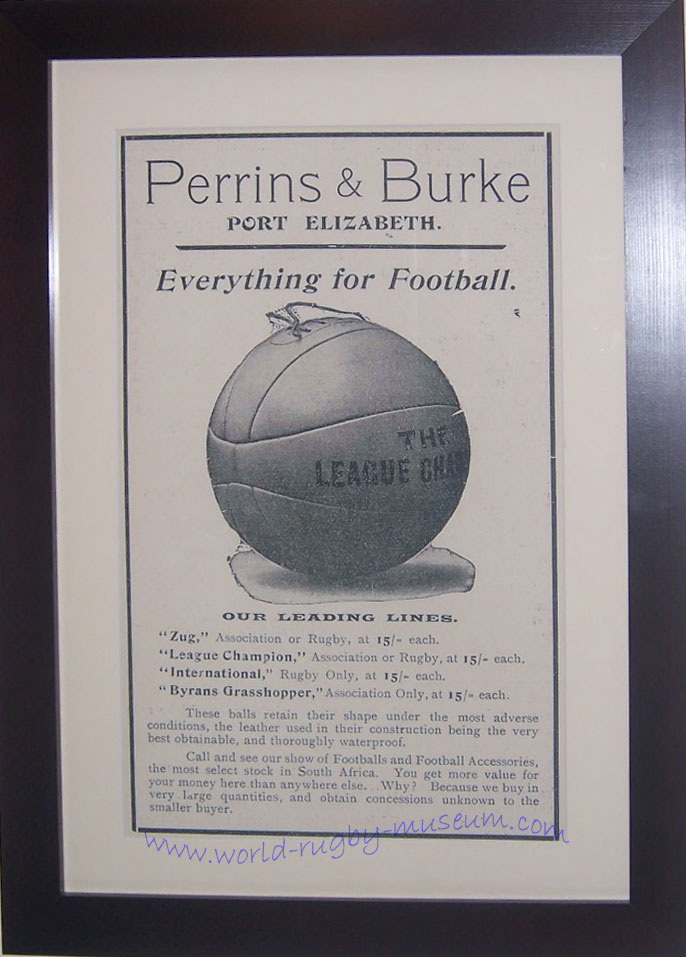 Perrins & Burke
PORT ELIZABETH.
Everything for Football.
THE
LEAGUE CHA
OUR LEADING LINES.
"Zug," Association or Rugby, at 15/- each.
"League Champion," Association or Rugby, at 15/- each.
"International," Rugby Only, at 15/- each.
"Byrans Grasshopper," Association Only, at 15/- each.
These balls retain their shape under the most adverse
conditions, the leather used in their construction being the very
best obtainable, and thoroughly waterproof.
Call and see our show of Footballs and Football Accessories,
the most select stock in South Africa. You get more value for
your money here than anywhere else. Why? Because we buy in
very large quantities, and obtain concessions unknown to the
smaller buyer.
www.world-rugby-museum.com